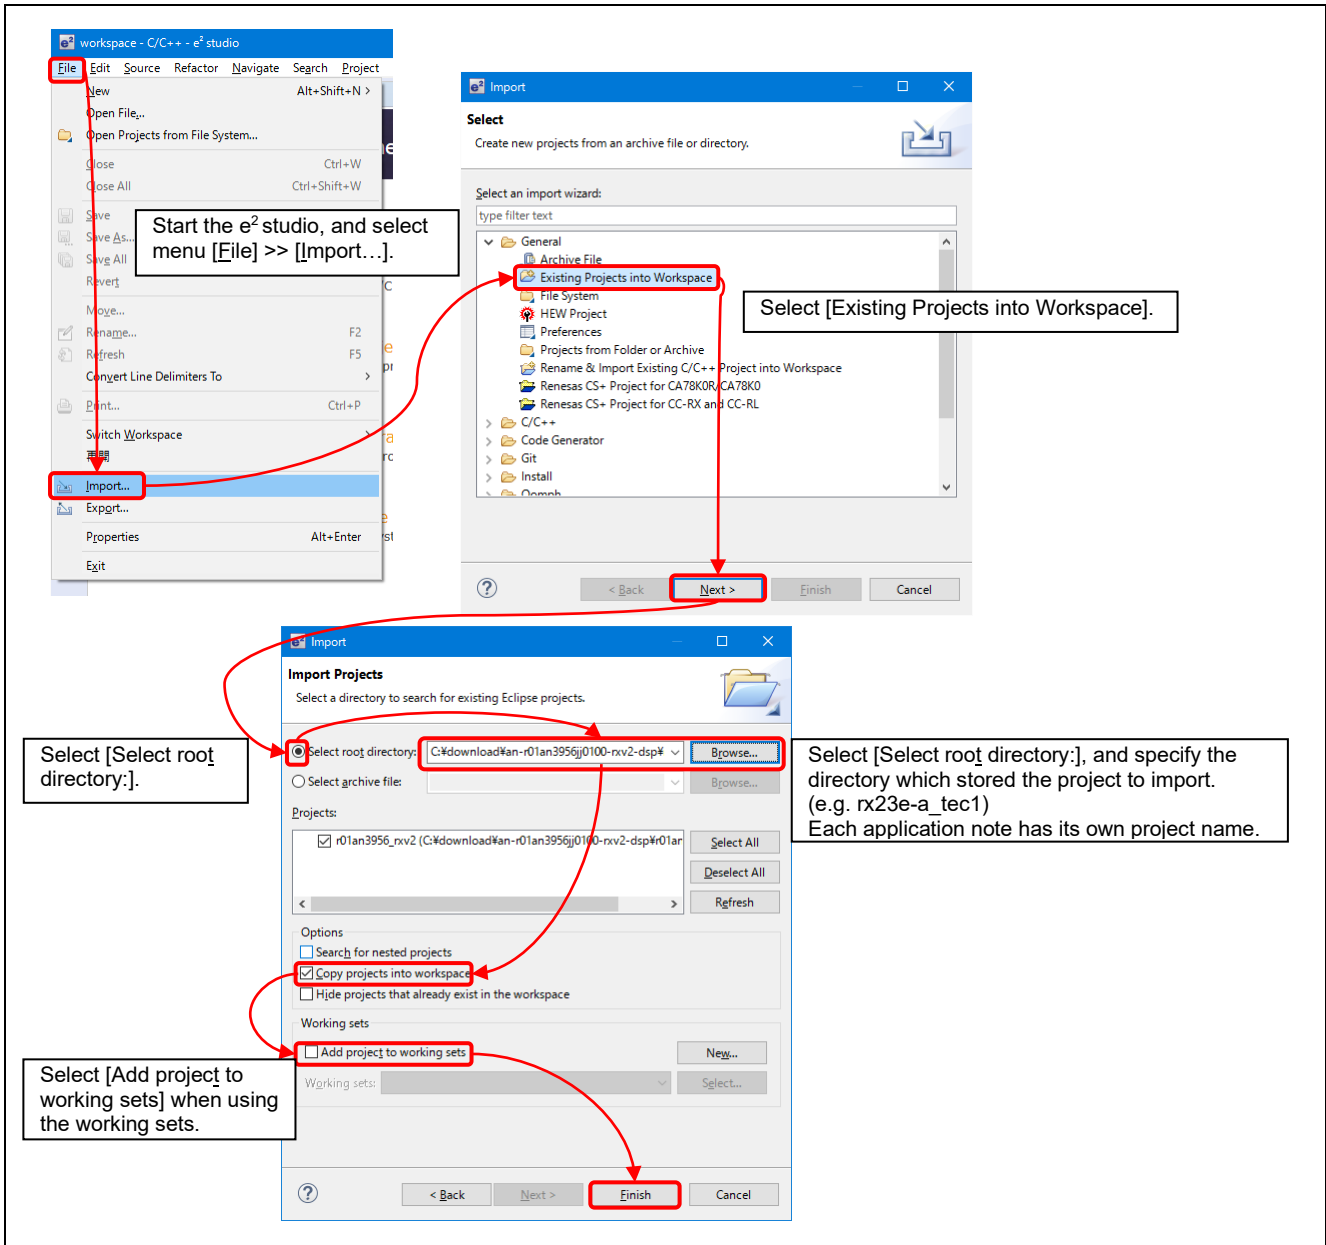 workspace - C/C++ - e² studio
File Edit Source Refactor Navigate Search Project
New Alt+Shift+N >
Open File...
Open Projects from File System...
Close Ctrl+W
Close All Ctrl+Shift+W
Save
Save As...
Save All
Revert
Move...
Rename... F2
Refresh F5
Convert Line Delimiters To >
Print... Ctrl+P
Switch Workspace >
再開
Import...
Export...
Properties Alt+Enter
Exit
Start the e² studio, and select
menu [File] >> [Import…].
Import
Select
Create new projects from an archive file or directory.
Select an import wizard:
type filter text
General
Archive File
Existing Projects into Workspace
File System
HEW Project
Preferences
Projects from Folder or Archive
Rename & Import Existing C/C++ Project into Workspace
Renesas CS+ Project for CA78K0R/CA78K0
Renesas CS+ Project for CC-RX and CC-RL
C/C++
Code Generator
Git
Install
Oomph
< Back Next > Finish Cancel
Select [Existing Projects into Workspace].
Import
Import Projects
Select a directory to search for existing Eclipse projects.
Select root directory: C:¥download¥an-r01an3956jj0100-rxv2-dsp¥ Browse...
Select archive file: Browse...
Projects:
r01an3956_rxv2 (C:¥download¥an-r01an3956jj0100-rxv2-dsp¥r01ar
Select All
Deselect All
Refresh
Options
Search for nested projects
Copy projects into workspace
Hide projects that already exist in the workspace
Working sets
Add project to working sets New...
Working sets: Select...
< Back Next > Finish Cancel
Select [Select root
directory:].
Select [Select root directory:], and specify the
directory which stored the project to import.
(e.g. rx23e-a_tec1)
Each application note has its own project name.
Select [Add project to
working sets] when using
the working sets.